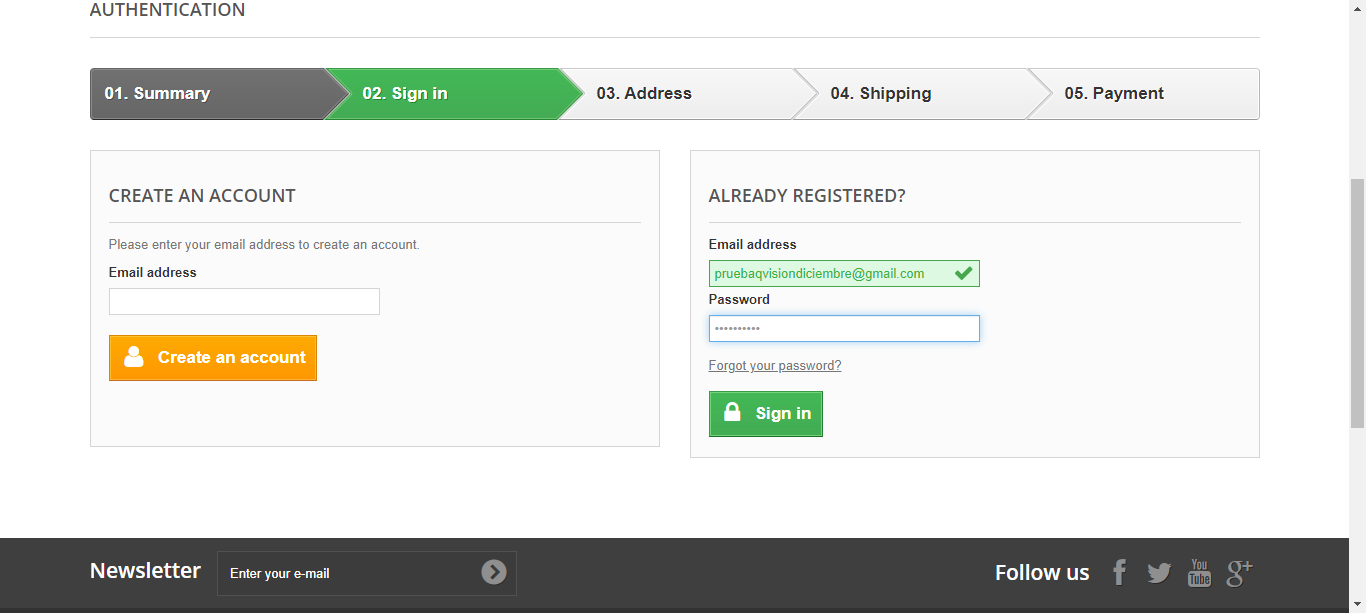 AUTHENTICATION
01. Summary
02. Sign in
03. Address
04. Shipping
05. Payment
CREATE AN ACCOUNT
Please enter your email address to create an account.
Email address
Create an account
ALREADY REGISTERED?
Email address
pruebaqvisiondiciembre@gmail.com
Password
••••••••••
Forgot your password?
Sign in
Newsletter
Enter your e-mail
Follow us
You
Tube
g+